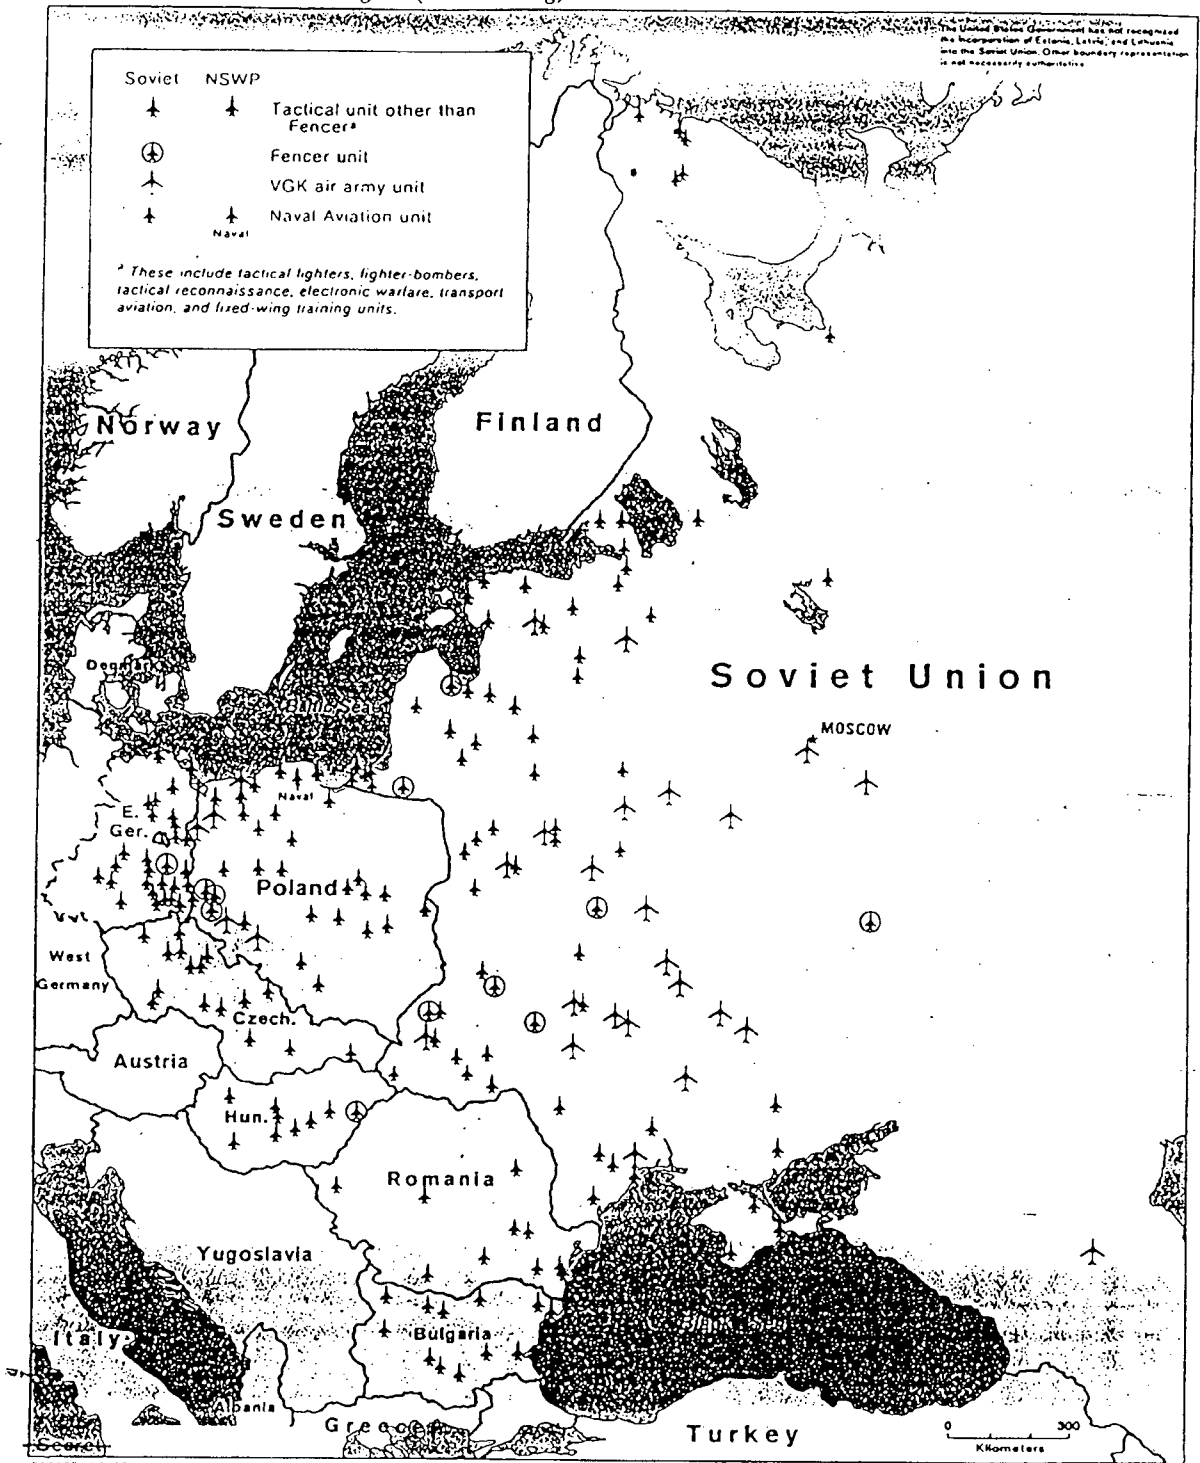 The United States Government has not recognized
the incorporation of Estonia, Latvia, and Lithuania
into the Soviet Union. Other boundary representation
is not necessarily authoritative.
Soviet NSWP
Tactical unit other than
Fencerª
Fencer unit
VGK air army unit
Naval Aviation unit
Naval
ª These include tactical fighters, fighter-bombers,
tactical reconnaissance, electronic warfare, transport
aviation, and fixed-wing training units.
Norway
Finland
Sweden
Denmark
Soviet Union
Baltic Sea
MOSCOW
Naval
E.
Ger.
Poland
West
Germany
Czech.
Austria
Hun.
Romania
Yugoslavia
Italy
Bulgaria
Albania
Greece
Turkey
0 300
Kilometers
Secret